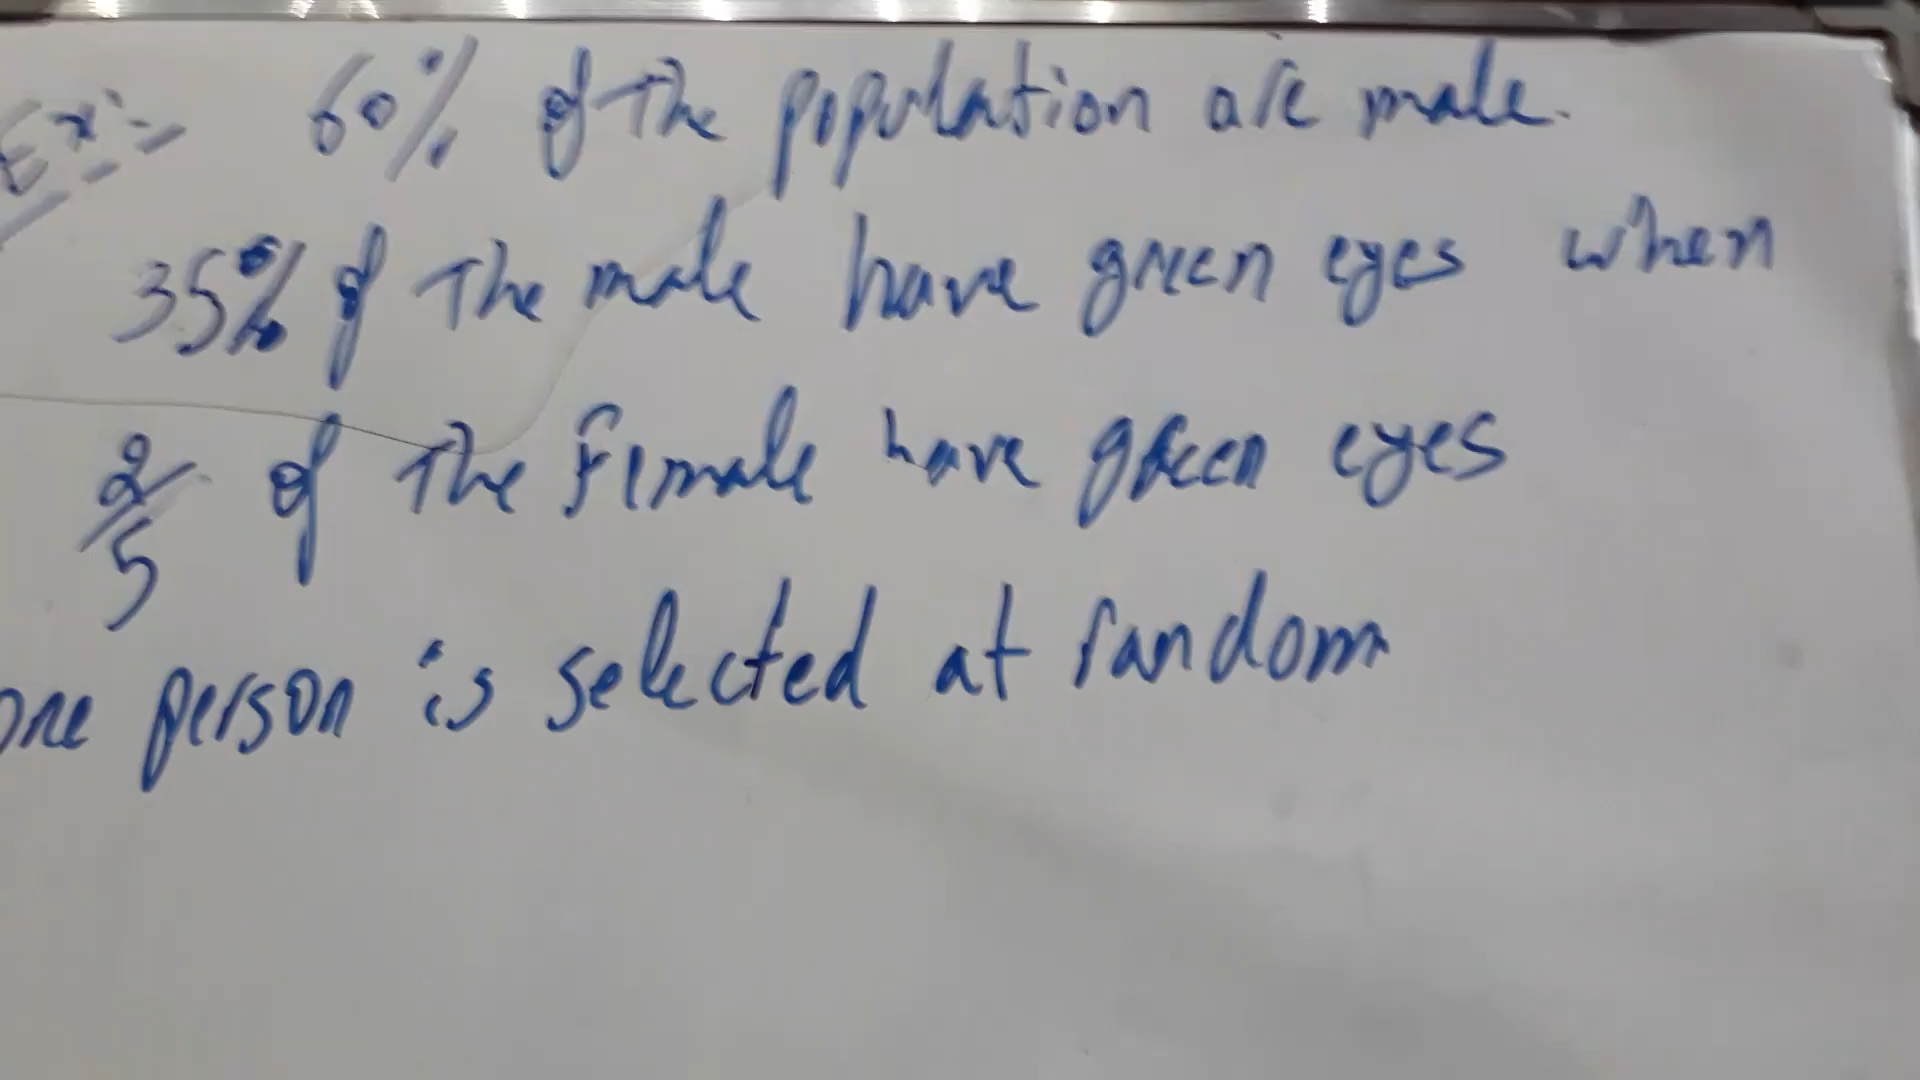 Ex:- 60% of the population are male.
35% of the male have green eyes when
2/5 of the Female have green eyes
one person is selected at random